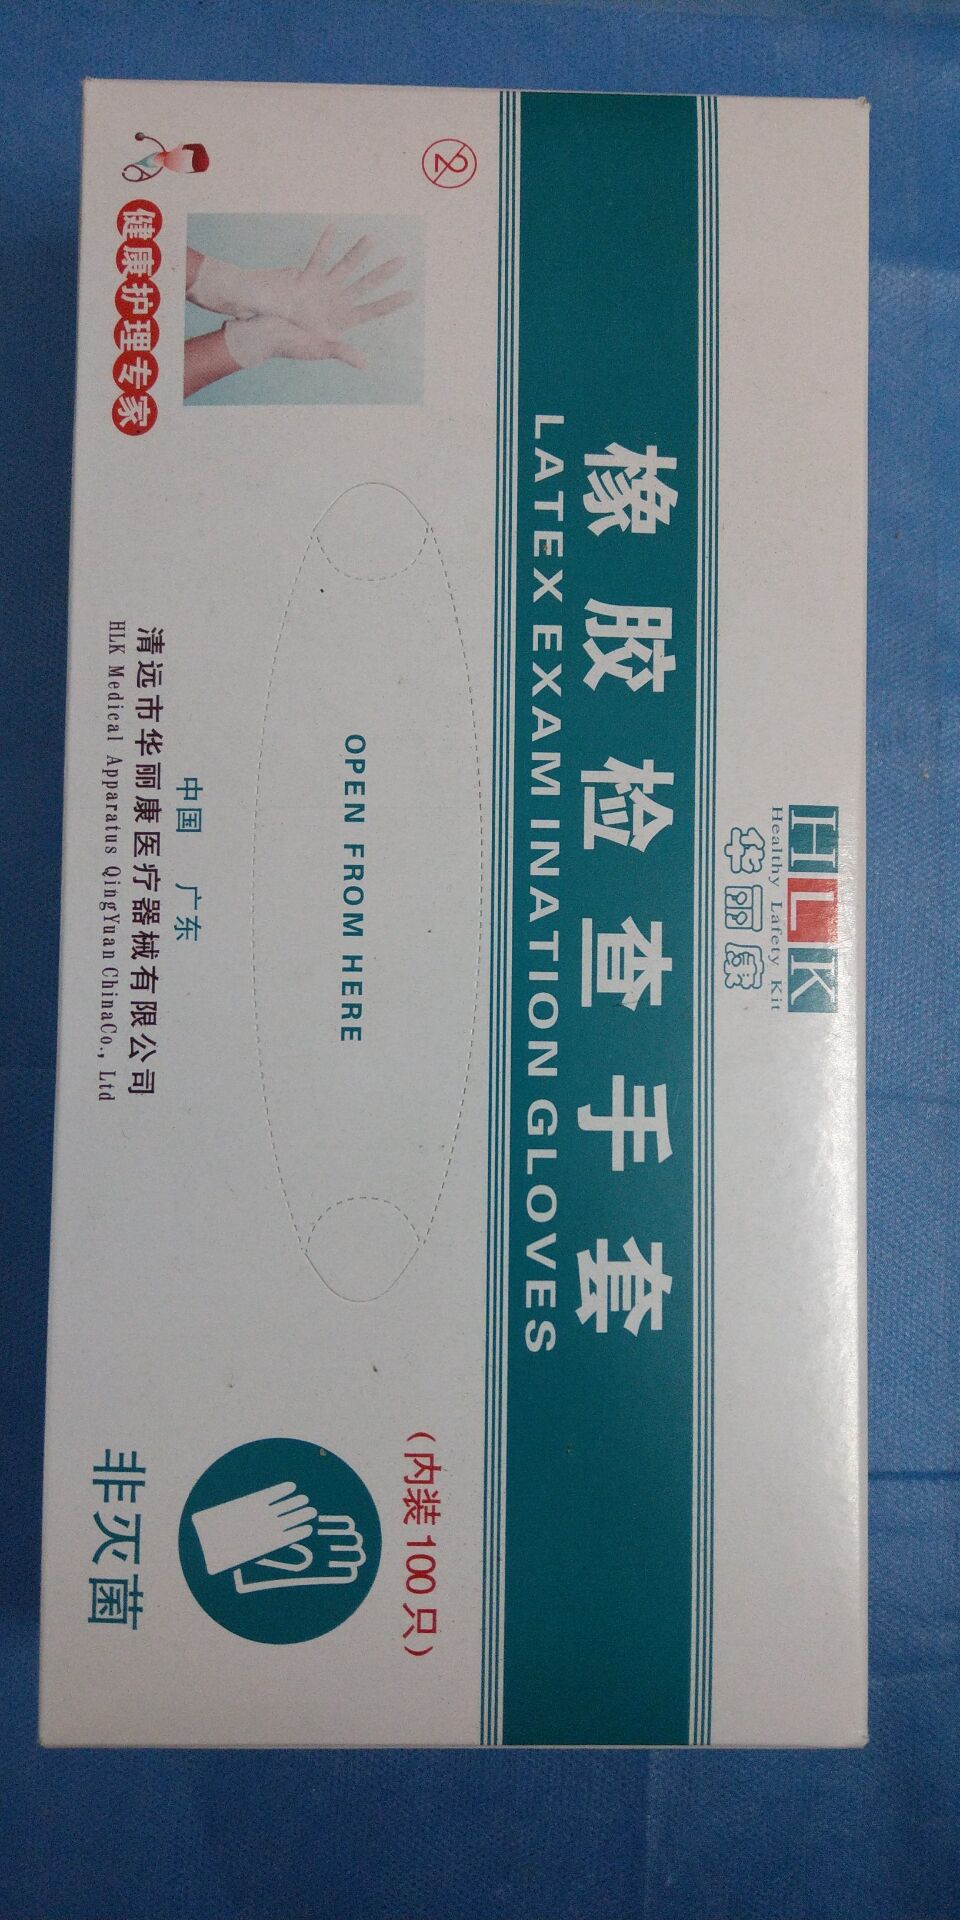 HLK
Healthy Lafety Kit
华丽康
橡胶检查手套
LATEX EXAMINATION GLOVES
2
健康护理专家
OPEN FROM HERE
(内装100只)
非灭菌
中国 广东
清远市华丽康医疗器械有限公司
HLK Medical Apparatus QingYuan ChinaCo., Ltd